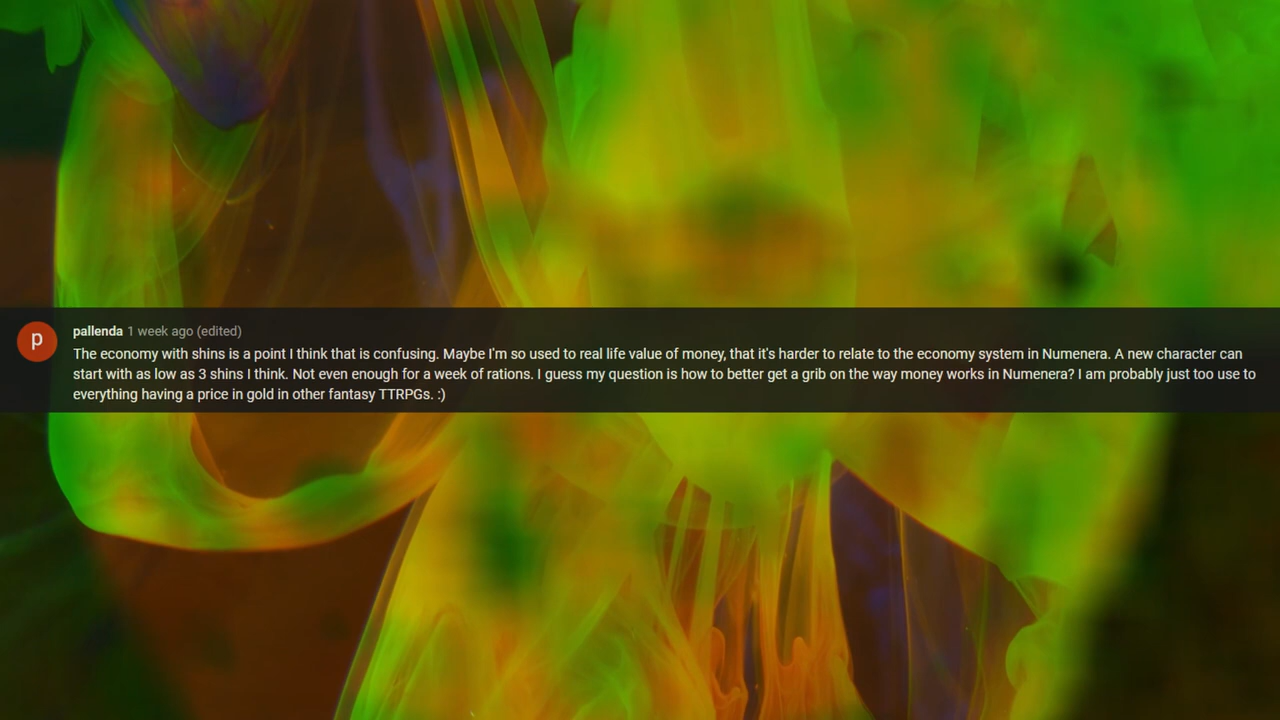 p
pallenda 1 week ago (edited)
The economy with shins is a point I think that is confusing. Maybe I'm so used to real life value of money, that it's harder to relate to the economy system in Numenera. A new character can
start with as low as 3 shins I think. Not even enough for a week of rations. I guess my question is how to better get a grib on the way money works in Numenera? I am probably just too use to
everything having a price in gold in other fantasy TTRPGs. :)